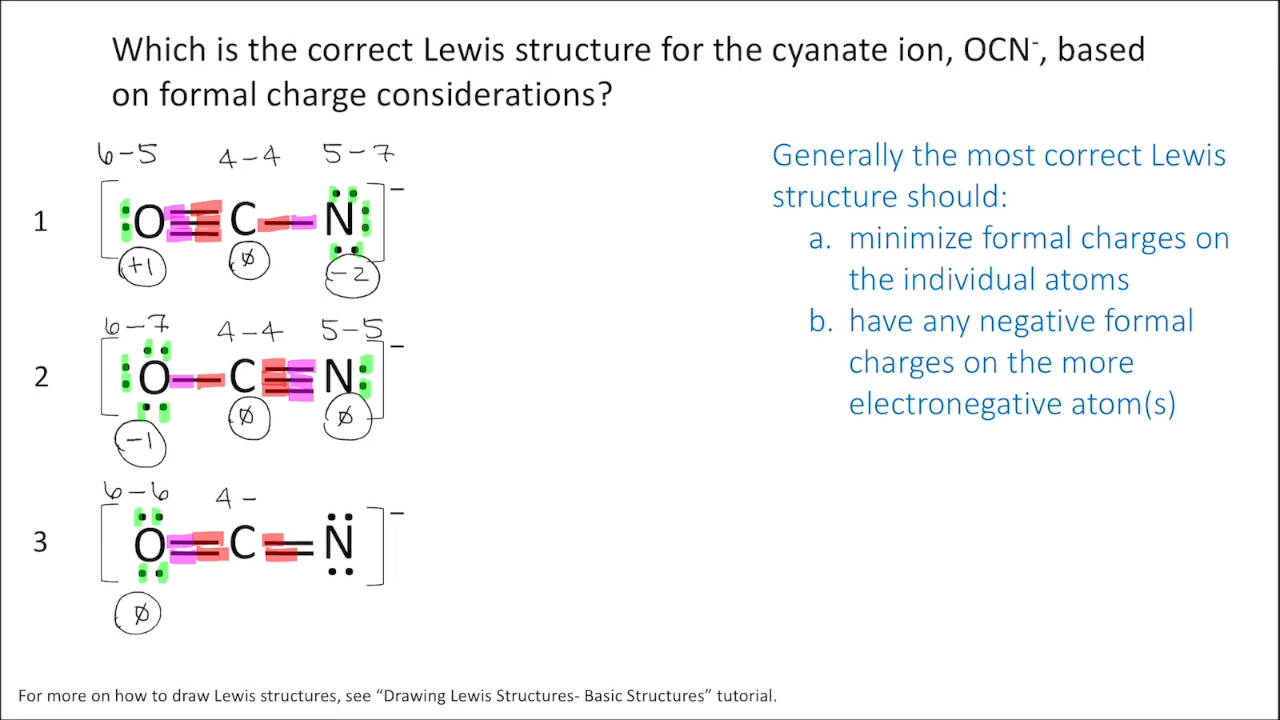 Which is the correct Lewis structure for the cyanate ion, OCN⁻, based
on formal charge considerations?
6-5 4-4 5-7
1 [O≡C-N]⁻
+1 0 -2
6-7 4-4 5-5
2 [O-C≡N]⁻
-1 0 0
6-6 4-
3 [O=C=N]⁻
0
Generally the most correct Lewis
structure should:
a. minimize formal charges on
the individual atoms
b. have any negative formal
charges on the more
electronegative atom(s)
For more on how to draw Lewis structures, see “Drawing Lewis Structures- Basic Structures” tutorial.